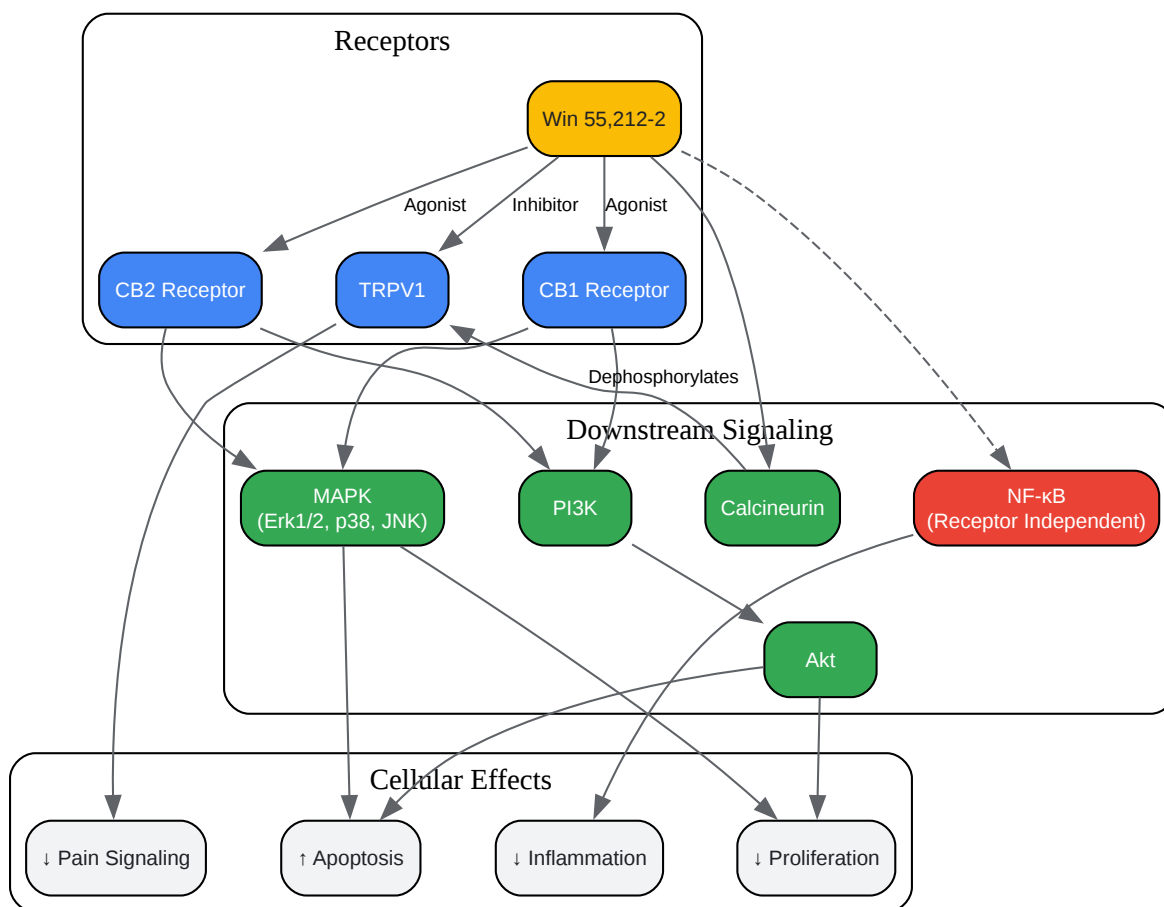 Receptors
Win 55,212-2
Agonist
Inhibitor
Agonist
CB2 Receptor
TRPV1
CB1 Receptor
Dephosphorylates
Downstream Signaling
MAPK
(Erk1/2, p38, JNK)
PI3K
Calcineurin
NF-κB
(Receptor Independent)
Akt
Cellular Effects
↓ Pain Signaling
↑ Apoptosis
↓ Inflammation
↓ Proliferation